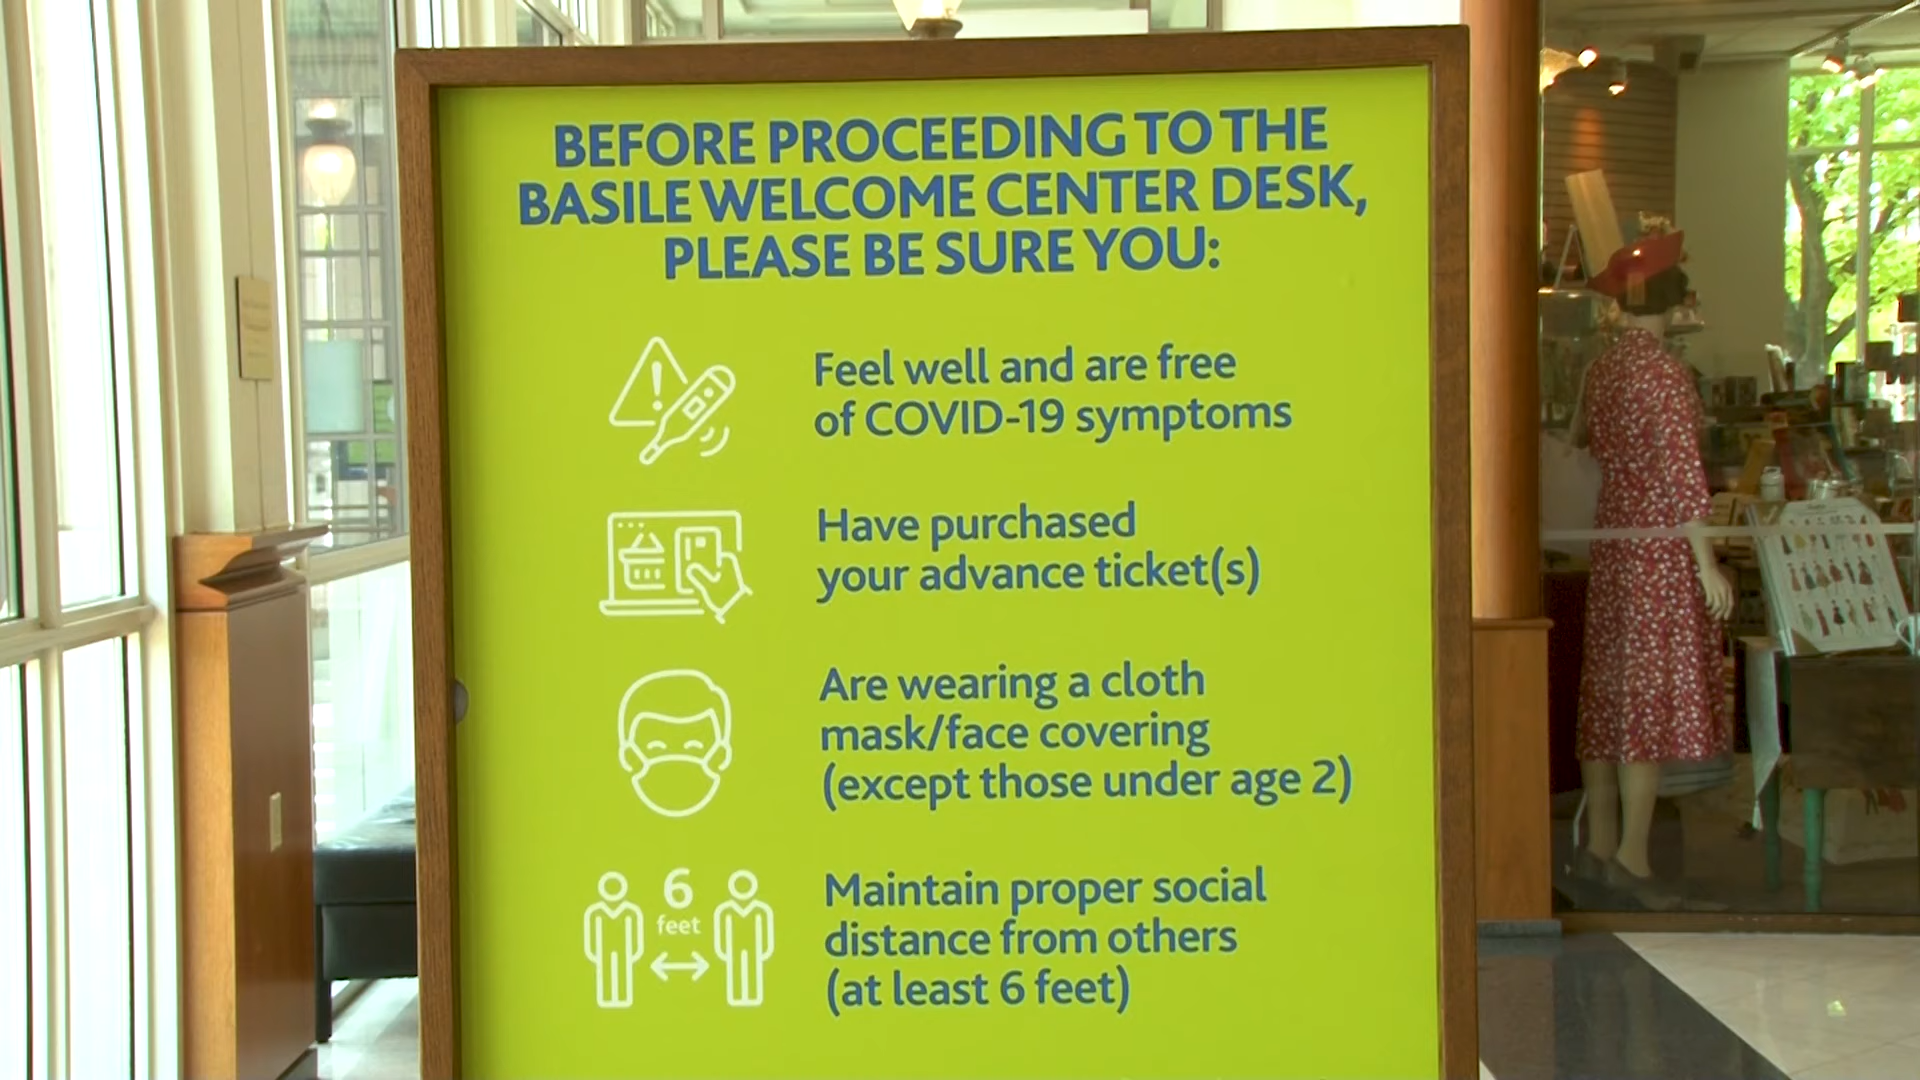 BEFORE PROCEEDING TO THE
BASILE WELCOME CENTER DESK,
PLEASE BE SURE YOU:
Feel well and are free
of COVID-19 symptoms
Have purchased
your advance ticket(s)
Are wearing a cloth
mask/face covering
(except those under age 2)
6
feet
Maintain proper social
distance from others
(at least 6 feet)